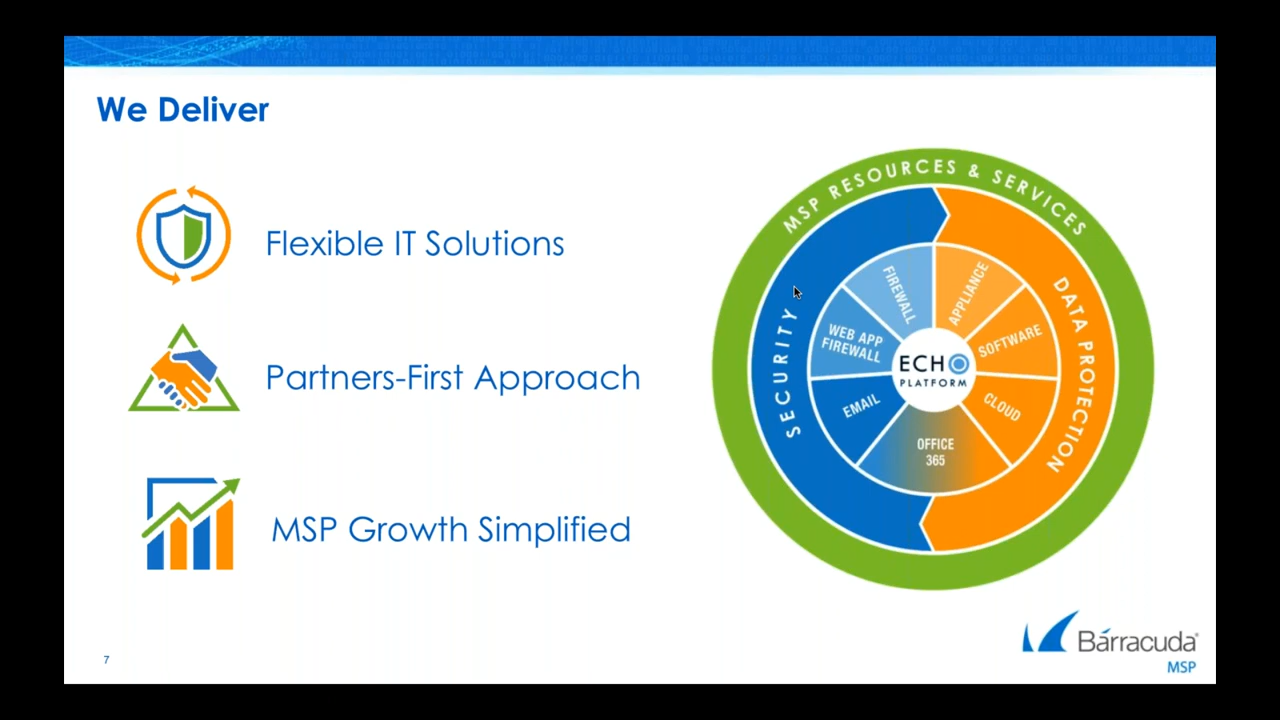 We Deliver
Flexible IT Solutions
Partners-First Approach
MSP Growth Simplified
MSP RESOURCES & SERVICES
SECURITY
DATA PROTECTION
FIREWALL
APPLIANCE
WEB APP
FIREWALL
SOFTWARE
ECHO
PLATFORM
EMAIL
CLOUD
OFFICE
365
7
Barracuda
MSP